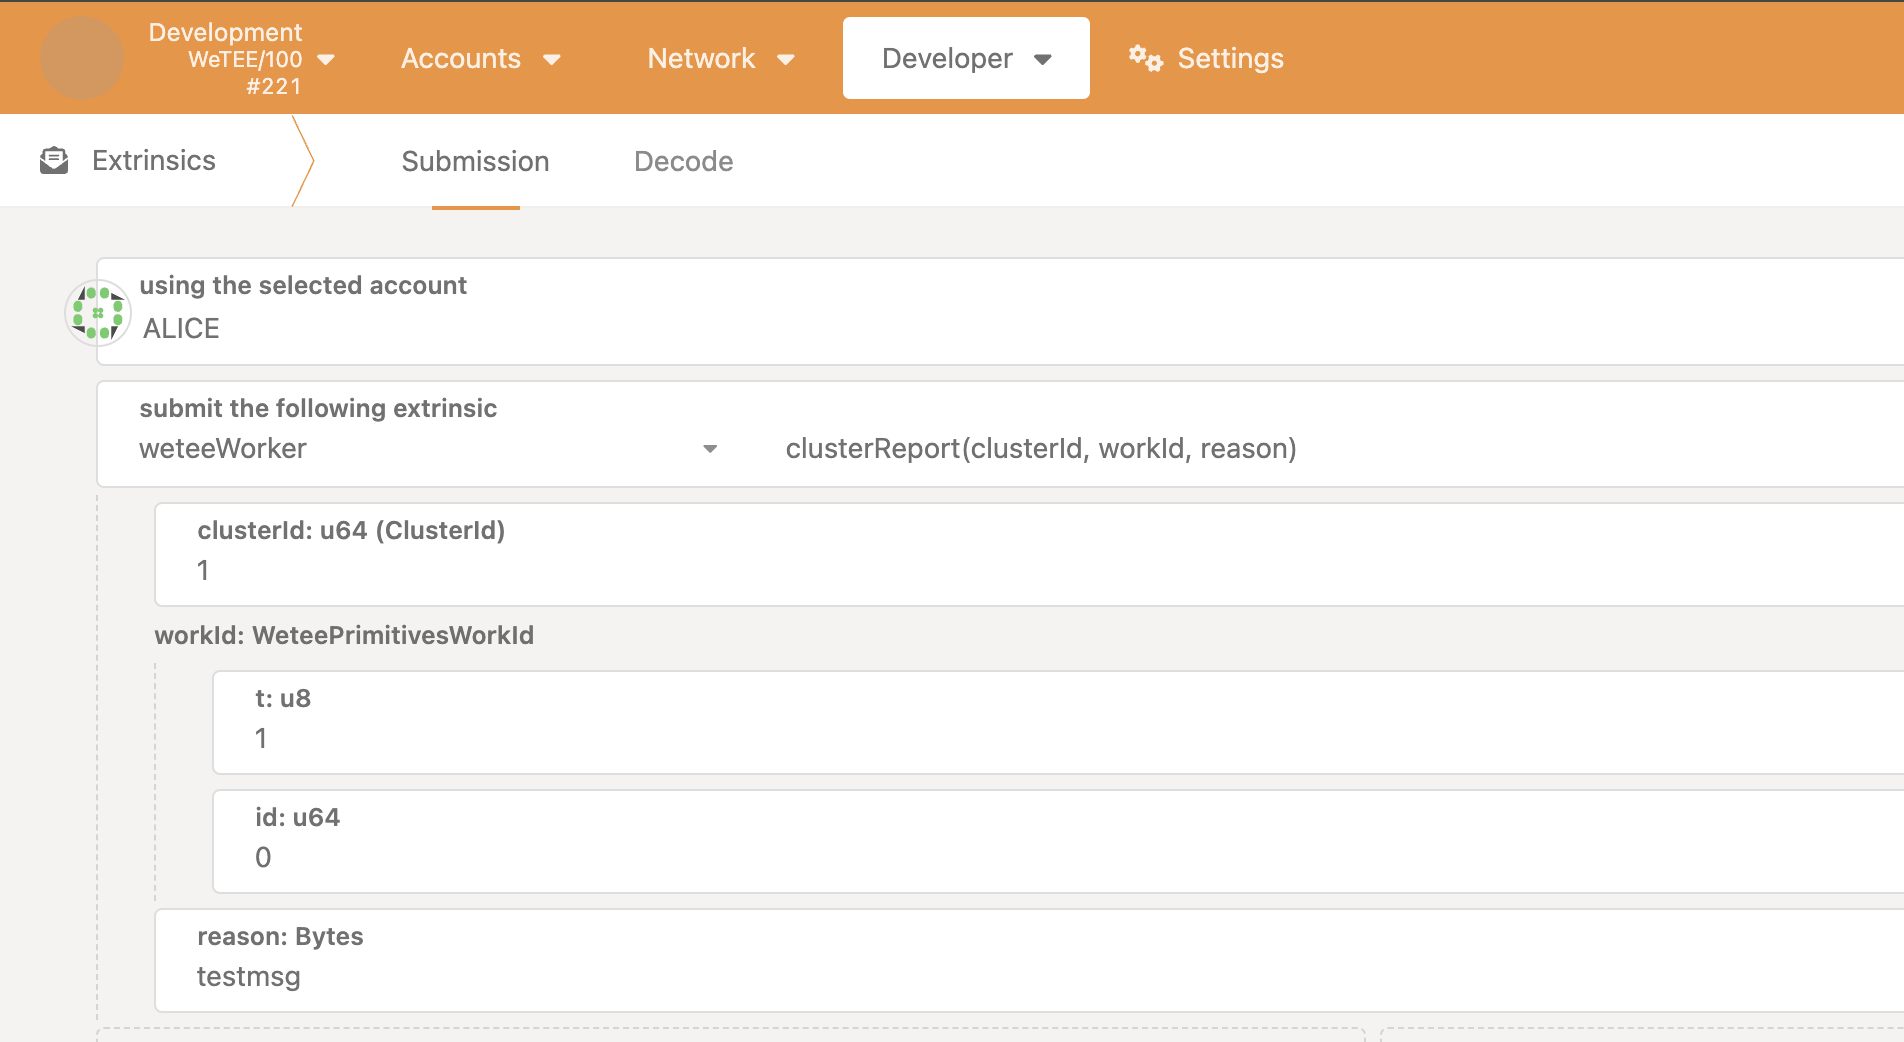 Development
WeTEE/100
#221
Accounts
Network
Developer
Settings
Extrinsics
Submission
Decode
using the selected account
ALICE
submit the following extrinsic
weteeWorker
clusterReport(clusterId, workId, reason)
clusterId: u64 (ClusterId)
1
workId: WeteePrimitivesWorkId
t: u8
1
id: u64
0
reason: Bytes
testmsg